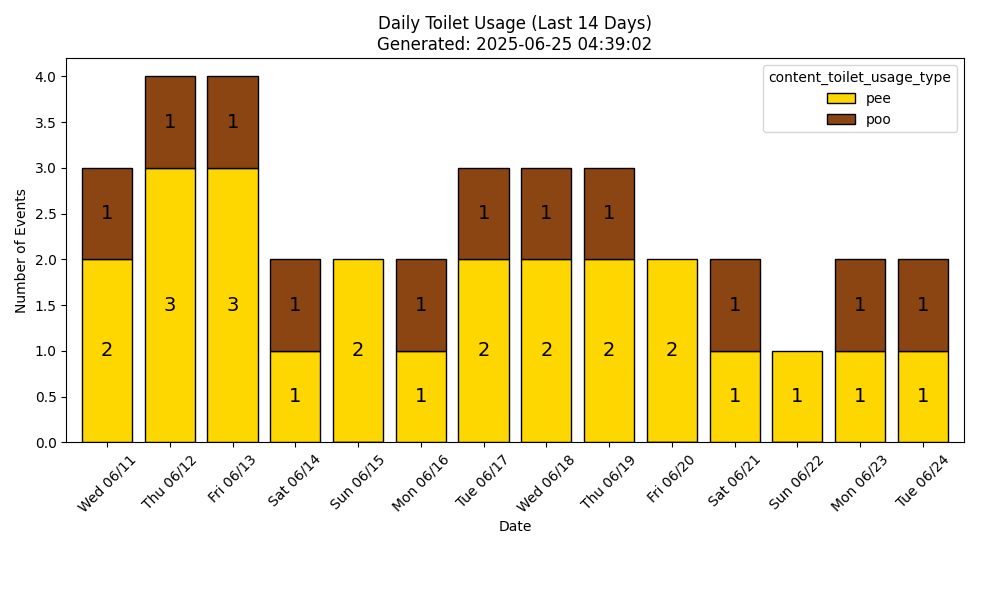 Daily Toilet Usage (Last 14 Days)
Generated: 2025-06-25 04:39:02
content_toilet_usage_type
pee
poo
Number of Events
4.0
3.5
3.0
2.5
2.0
1.5
1.0
0.5
0.0
1
1
1
1
1
1
1
1
1
1
1
2
3
3
1
2
1
2
2
2
2
1
1
1
1
Wed 06/11
Thu 06/12
Fri 06/13
Sat 06/14
Sun 06/15
Mon 06/16
Tue 06/17
Wed 06/18
Thu 06/19
Fri 06/20
Sat 06/21
Sun 06/22
Mon 06/23
Tue 06/24
Date